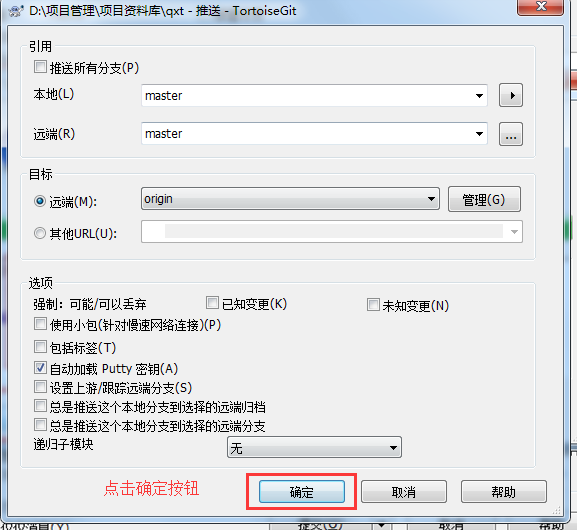 D:\项目管理\项目资料库\qxt - 推送 - TortoiseGit
引用
推送所有分支(P)
本地(L) master
远端(R) master ...
目标
远端(M): origin 管理(G)
其他URL(U):
选项
强制：可能/可以丢弃 已知变更(K) 未知变更(N)
使用小包(针对慢速网络连接)(P)
包括标签(T)
自动加载 Putty 密钥(A)
设置上游/跟踪远端分支(S)
总是推送这个本地分支到选择的远端归档
总是推送这个本地分支到选择的远端分支
递归子模块 无
点击确定按钮 确定 取消 帮助